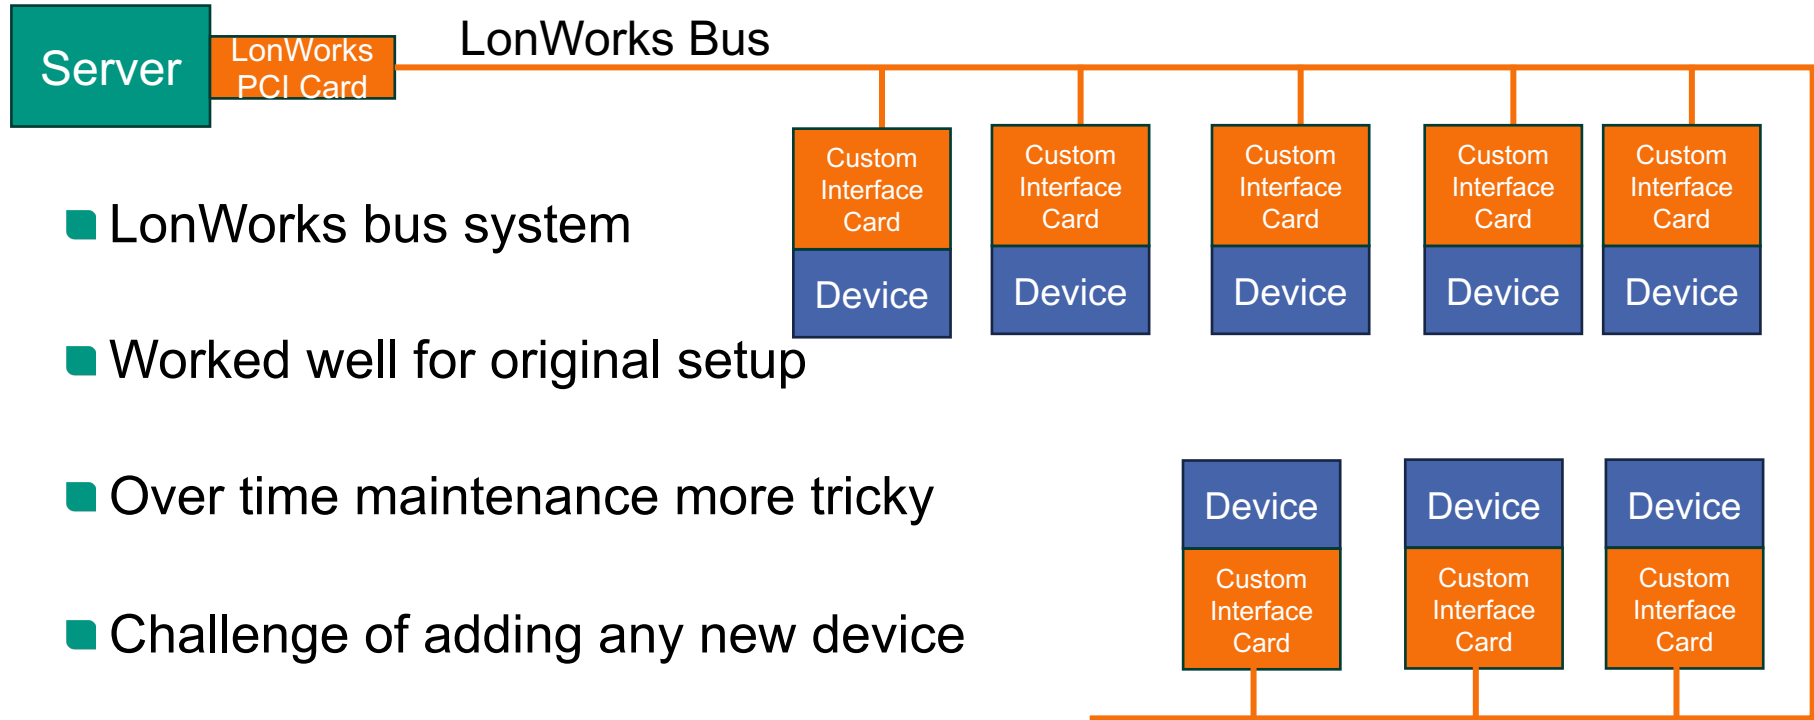 Server
LonWorks
PCI Card
LonWorks Bus
Custom
Interface
Card
Device
Custom
Interface
Card
Device
Custom
Interface
Card
Device
Custom
Interface
Card
Device
Custom
Interface
Card
Device
LonWorks bus system
Worked well for original setup
Over time maintenance more tricky
Challenge of adding any new device
Device
Custom
Interface
Card
Device
Custom
Interface
Card
Device
Custom
Interface
Card